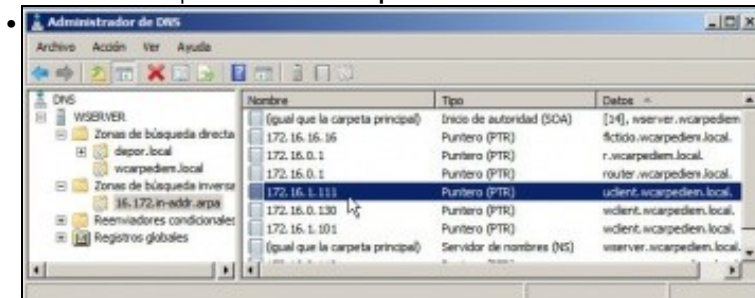 Administrador de DNS
Archivo Acción Ver Ayuda
DNS
WSERVER
Zonas de búsqueda directa
depor.local
wcarpediem.local
Zonas de búsqueda inversa
16.172.in-addr.arpa
Reenviadores condicionales
Registros globales
Nombre Tipo Datos
(igual que la carpeta principal) Inicio de autoridad (SOA) [14], wserver.wcarpediem
172.16.16.16 Puntero (PTR) ficticio.wcarpediem.local.
172.16.0.1 Puntero (PTR) r.wcarpediem.local.
172.16.0.1 Puntero (PTR) router.wcarpediem.local.
172.16.1.111 Puntero (PTR) uclient.wcarpediem.local.
172.16.0.130 Puntero (PTR) wclient.wcarpediem.local.
172.16.1.101 Puntero (PTR) wclient.wcarpediem.local.
(igual que la carpeta principal) Servidor de nombres (NS) wserver.wcarpediem.local.